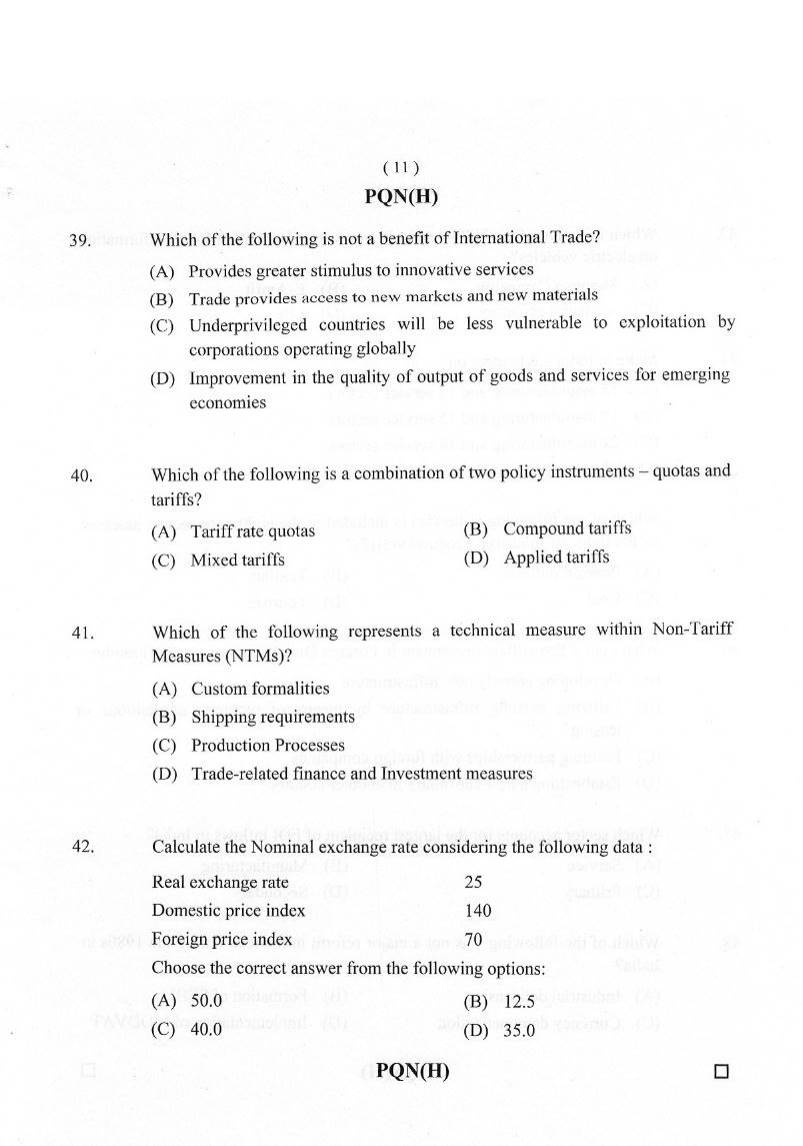 ( 11 )
PQN(H)
39. Which of the following is not a benefit of International Trade?
(A) Provides greater stimulus to innovative services
(B) Trade provides access to new markets and new materials
(C) Underprivileged countries will be less vulnerable to exploitation by
corporations operating globally
(D) Improvement in the quality of output of goods and services for emerging
economies
40. Which of the following is a combination of two policy instruments – quotas and
tariffs?
(A) Tariff rate quotas (B) Compound tariffs
(C) Mixed tariffs (D) Applied tariffs
41. Which of the following represents a technical measure within Non-Tariff
Measures (NTMs)?
(A) Custom formalities
(B) Shipping requirements
(C) Production Processes
(D) Trade-related finance and Investment measures
42. Calculate the Nominal exchange rate considering the following data :
Real exchange rate 25
Domestic price index 140
Foreign price index 70
Choose the correct answer from the following options:
(A) 50.0 (B) 12.5
(C) 40.0 (D) 35.0
PQN(H)